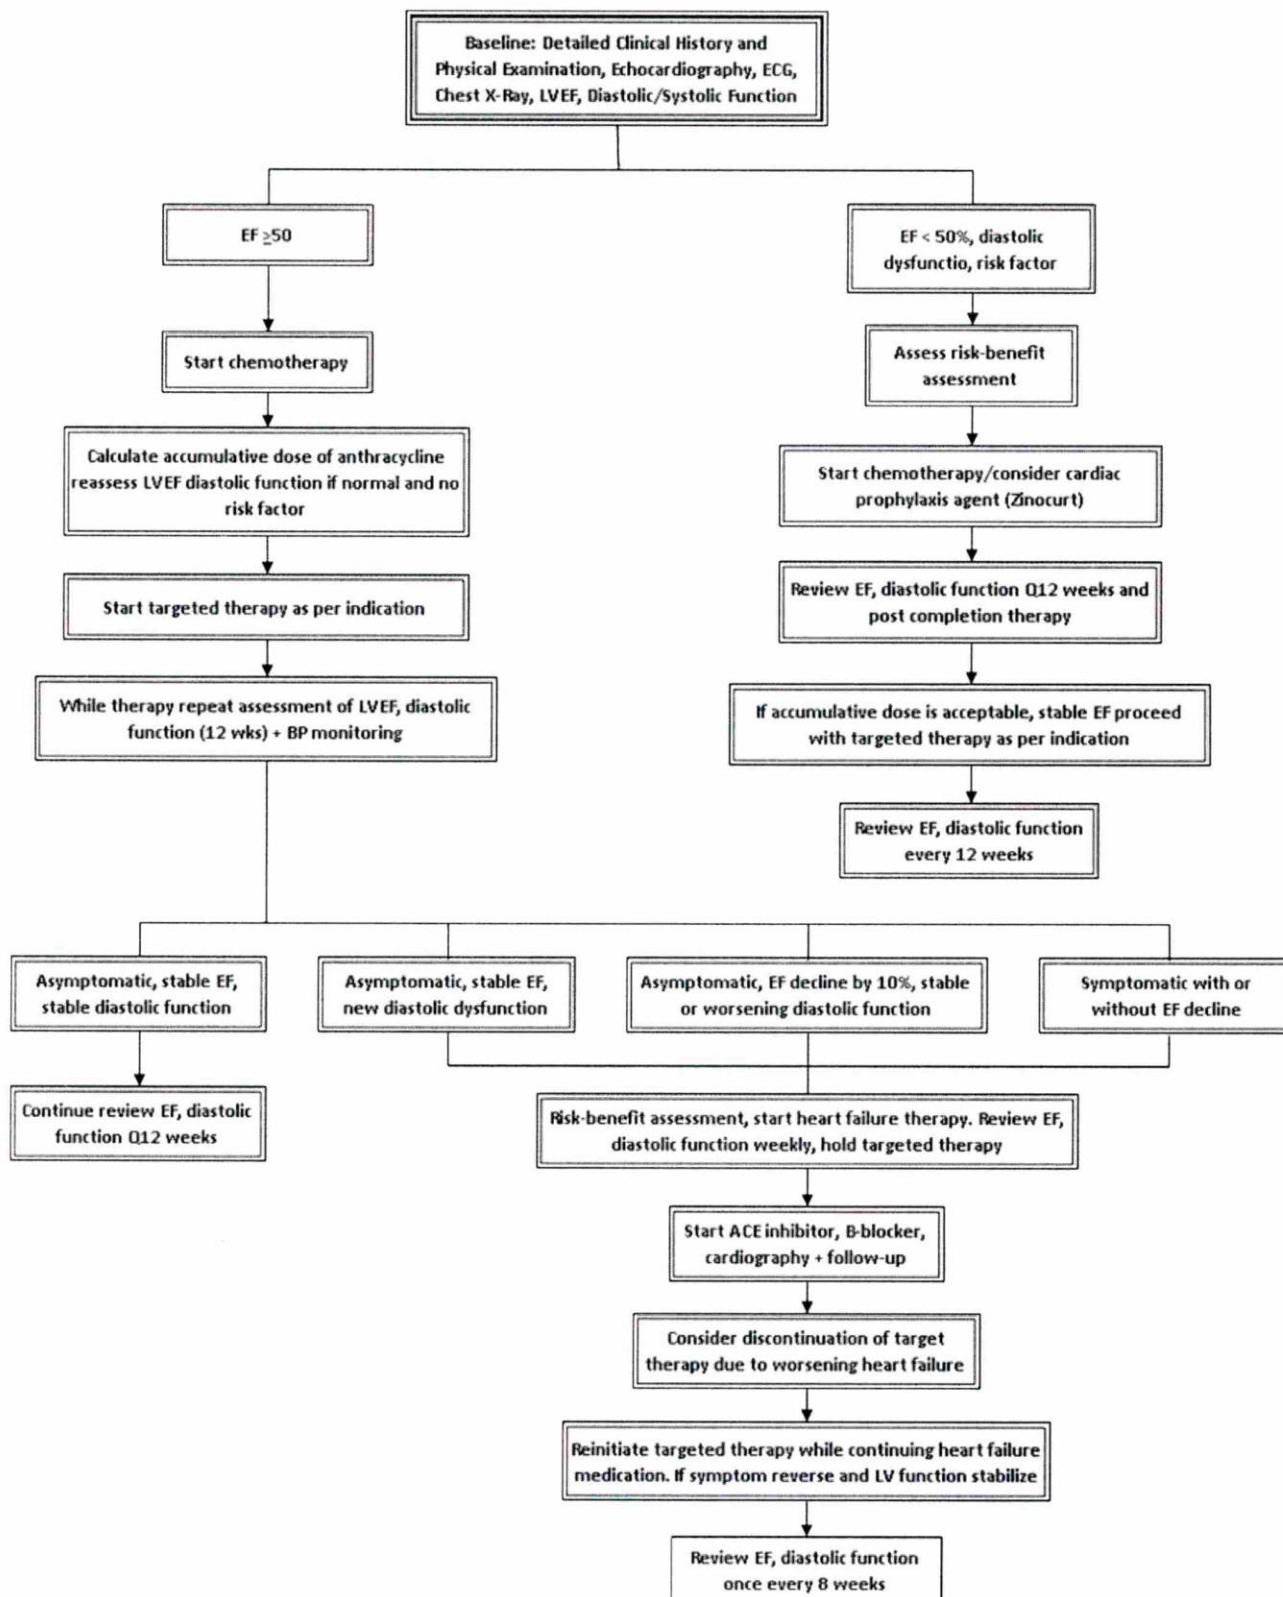 Baseline: Detailed Clinical History and
Physical Examination, Echocardiography, ECG,
Chest X-Ray, LVEF, Diastolic/Systolic Function
EF ≥50
EF < 50%, diastolic
dysfunctio, risk factor
Start chemotherapy
Assess risk-benefit
assessment
Calculate accumulative dose of anthracycline
reassess LVEF diastolic function if normal and no
risk factor
Start chemotherapy/consider cardiac
prophylaxis agent (Zinocurt)
Start targeted therapy as per indication
Review EF, diastolic function Q12 weeks and
post completion therapy
While therapy repeat assessment of LVEF, diastolic
function (12 wks) + BP monitoring
If accumulative dose is acceptable, stable EF proceed
with targeted therapy as per indication
Review EF, diastolic function
every 12 weeks
Asymptomatic, stable EF,
stable diastolic function
Asymptomatic, stable EF,
new diastolic dysfunction
Asymptomatic, EF decline by 10%, stable
or worsening diastolic function
Symptomatic with or
without EF decline
Continue review EF, diastolic
function Q12 weeks
Risk-benefit assessment, start heart failure therapy. Review EF,
diastolic function weekly, hold targeted therapy
Start ACE inhibitor, B-blocker,
cardiography + follow-up
Consider discontinuation of target
therapy due to worsening heart failure
Reinitiate targeted therapy while continuing heart failure
medication. If symptom reverse and LV function stabilize
Review EF, diastolic function
once every 8 weeks